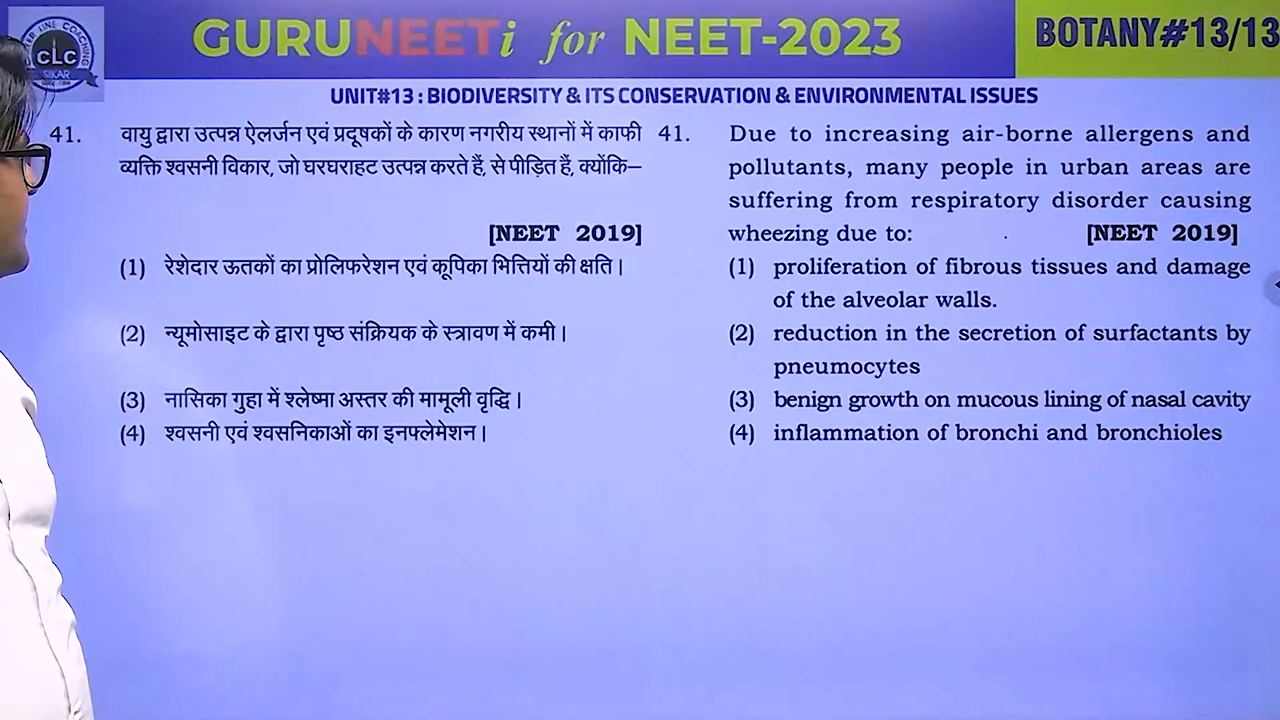 GURUNEETi for NEET-2023
BOTANY#13/13
CLC
SIKAR
UNIT#13 : BIODIVERSITY & ITS CONSERVATION & ENVIRONMENTAL ISSUES
41. वायु द्वारा उत्पन्न ऐलर्जन एवं प्रदूषकों के कारण नगरीय स्थानों में काफी
व्यक्ति श्वसनी विकार, जो घरघराहट उत्पन्न करते हैं, से पीड़ित हैं, क्योंकि–
[NEET 2019]
(1) रेशेदार ऊतकों का प्रोलिफरेशन एवं कूपिका भित्तियों की क्षति।
(2) न्यूमोसाइट के द्वारा पृष्ठ संक्रियक के स्त्रावण में कमी।
(3) नासिका गुहा में श्लेष्मा अस्तर की मामूली वृद्धि।
(4) श्वसनी एवं श्वसनिकाओं का इनफ्लेमेशन।
41. Due to increasing air-borne allergens and
pollutants, many people in urban areas are
suffering from respiratory disorder causing
wheezing due to: [NEET 2019]
(1) proliferation of fibrous tissues and damage
of the alveolar walls.
(2) reduction in the secretion of surfactants by
pneumocytes
(3) benign growth on mucous lining of nasal cavity
(4) inflammation of bronchi and bronchioles